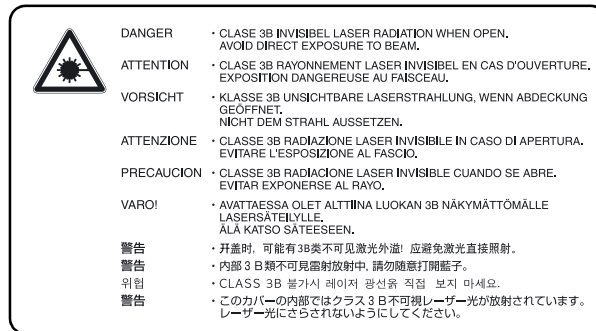 DANGER · CLASE 3B INVISIBEL LASER RADIATION WHEN OPEN.
AVOID DIRECT EXPOSURE TO BEAM.
ATTENTION · CLASE 3B RAYONNEMENT LASER INVISIBEL EN CAS D'OUVERTURE.
EXPOSITION DANGEREUSE AU FAISCEAU.
VORSICHT · KLASSE 3B UNSICHTBARE LASERSTRAHLUNG, WENN ABDECKUNG
GEÖFFNET.
NICHT DEM STRAHL AUSSETZEN.
ATTENZIONE · CLASSE 3B RADIAZIONE LASER INVISIBILE IN CASO DI APERTURA.
EVITARE L'ESPOSIZIONE AL FASCIO.
PRECAUCION · CLASSE 3B RADIACIONE LASER INVISIBLE CUANDO SE ABRE.
EVITAR EXPONERSE AL RAYO.
VARO! · AVATTAESSA OLET ALTTIINA LUOKAN 3B NÄKYMÄTTÖMÄLLE
LASERSÄTEILYLLE.
ÄLÄ KATSO SÄTEESEEN.
警告 · 开盖时, 可能有3B类不可见激光外溢! 应避免激光直接照射.
警告 · 内部３Ｂ類不可見雷射放射中, 請勿随意打開藍子。
위험 · CLASS 3B 불가시 레이저 광선옭 직접 보지 마세요.
警告 · このカバーの内部ではクラス３Ｂ不可視レーザー光が放射されています。
レーザー光にさらされないようにしてください。